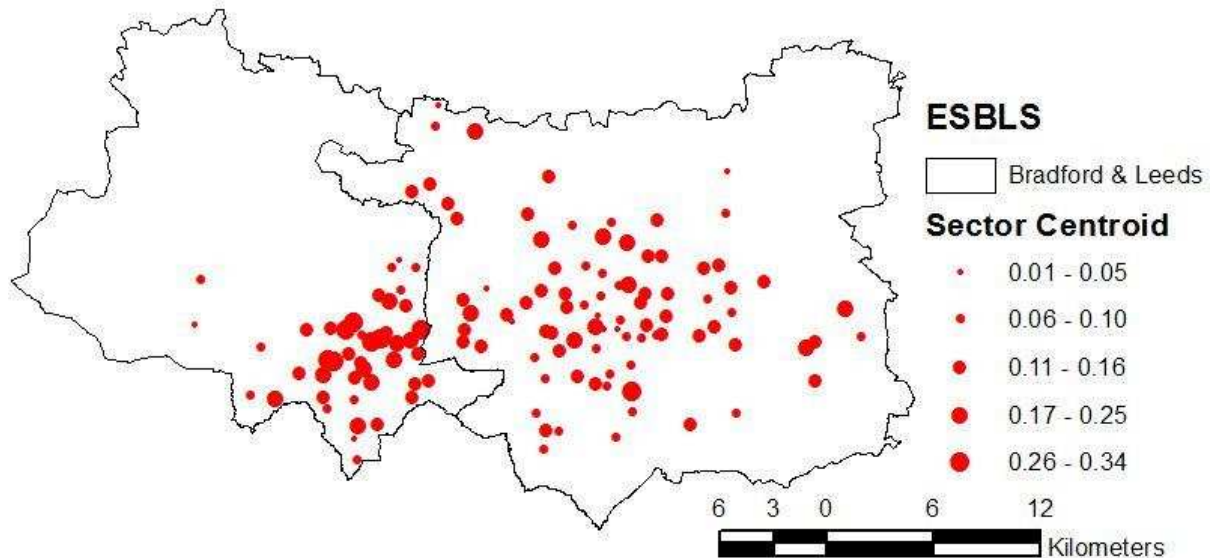 ESBLS
Bradford & Leeds
Sector Centroid
0.01 - 0.05
0.06 - 0.10
0.11 - 0.16
0.17 - 0.25
0.26 - 0.34
6 3 0 6 12
Kilometers